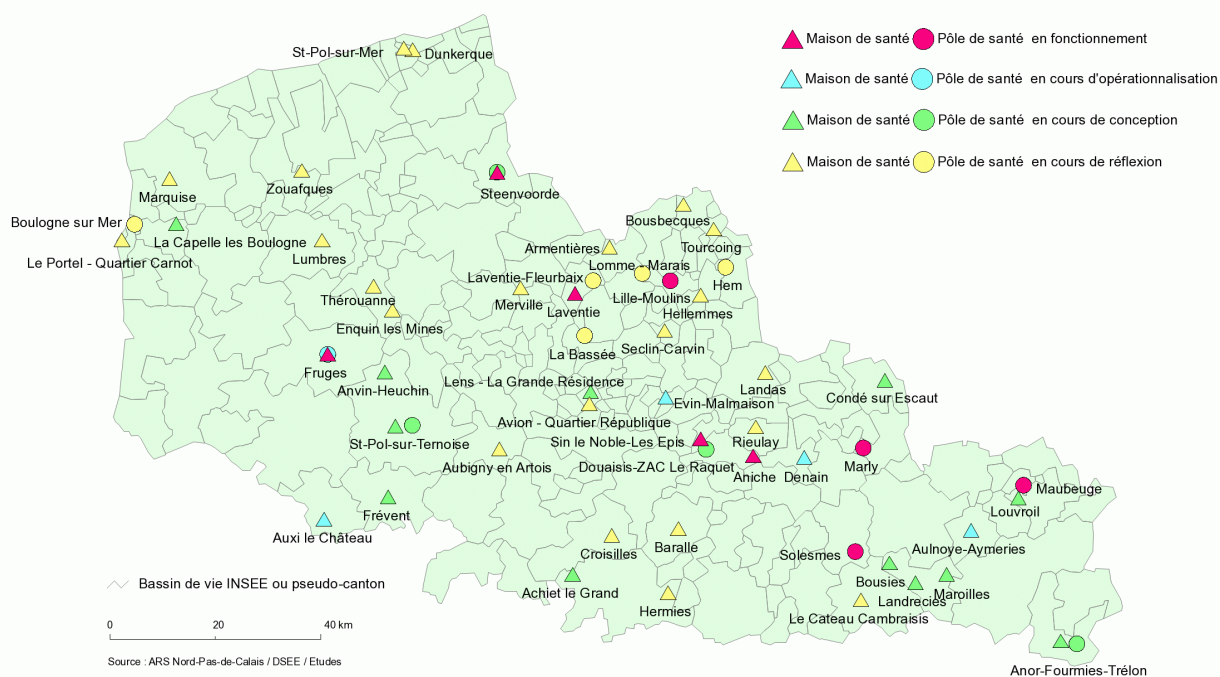 St-Pol-sur-Mer
Dunkerque
Maison de santé Pôle de santé en fonctionnement
Maison de santé Pôle de santé en cours d'opérationnalisation
Maison de santé Pôle de santé en cours de conception
Maison de santé Pôle de santé en cours de réflexion
Marquise
Zouafques
Steenvoorde
Boulogne sur Mer
La Capelle les Boulogne
Le Portel - Quartier Carnot
Lumbres
Bousbecques
Tourcoing
Armentières
Lomme - Marais
Hem
Laventie-Fleurbaix
Merville
Laventie
Lille-Moulins
Hellemmes
Thérouanne
Enquin les Mines
La Bassée
Seclin-Carvin
Fruges
Anvin-Heuchin
Lens - La Grande Résidence
Landas
Condé sur Escaut
Evin-Malmaison
Avion - Quartier République
St-Pol-sur-Ternoise
Sin le Noble-Les Epis
Rieulay
Aubigny en Artois
Douaisis-ZAC Le Raquet
Aniche
Denain
Marly
Maubeuge
Louvroil
Frévent
Auxi le Château
Croisilles
Baralle
Solesmes
Aulnoye-Aymeries
Bassin de vie INSEE ou pseudo-canton
Achiet le Grand
Bousies
Maroilles
Landrecies
Hermies
Le Cateau Cambraisis
0 20 40 km
Source : ARS Nord-Pas-de-Calais / DSEE / Etudes
Anor-Fourmies-Trélon